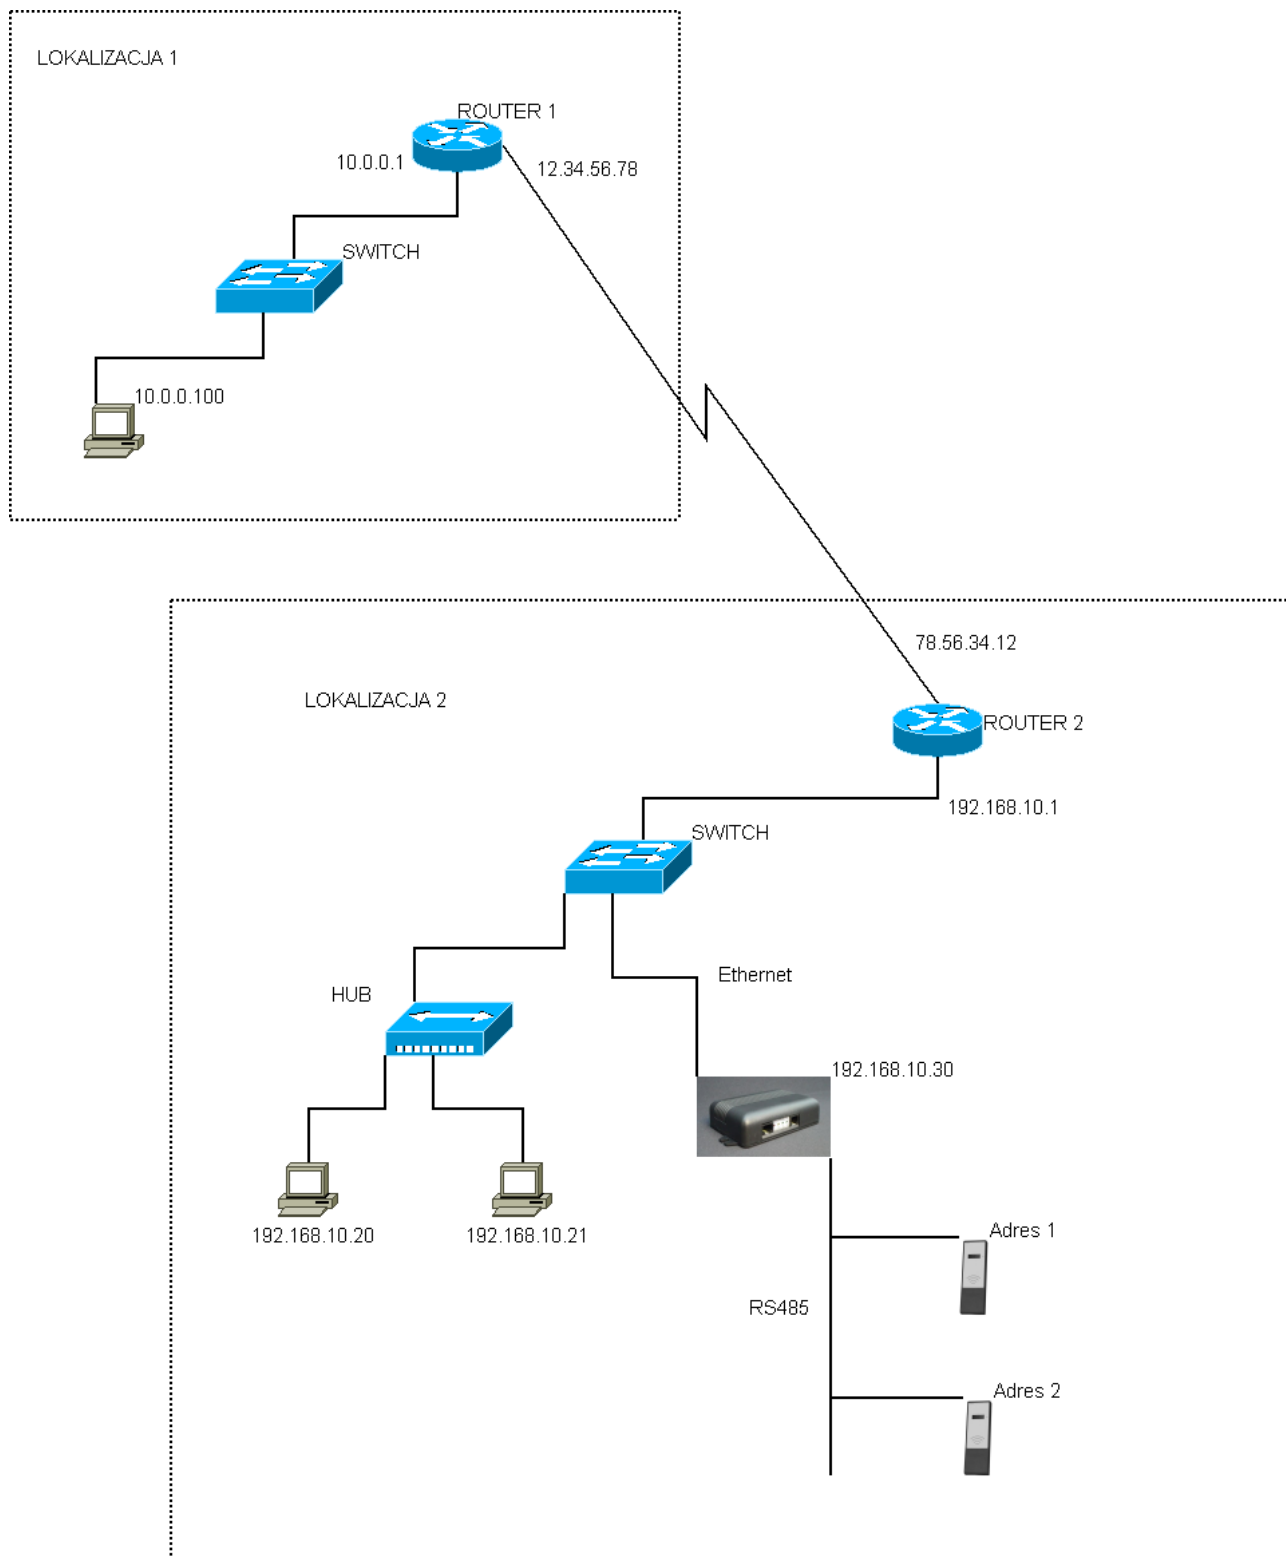 LOKALIZACJA 1
ROUTER 1
10.0.0.1
12.34.56.78
SWITCH
10.0.0.100
78.56.34.12
LOKALIZACJA 2
ROUTER 2
192.168.10.1
SWITCH
Ethernet
HUB
192.168.10.30
192.168.10.20
192.168.10.21
Adres 1
RS485
Adres 2